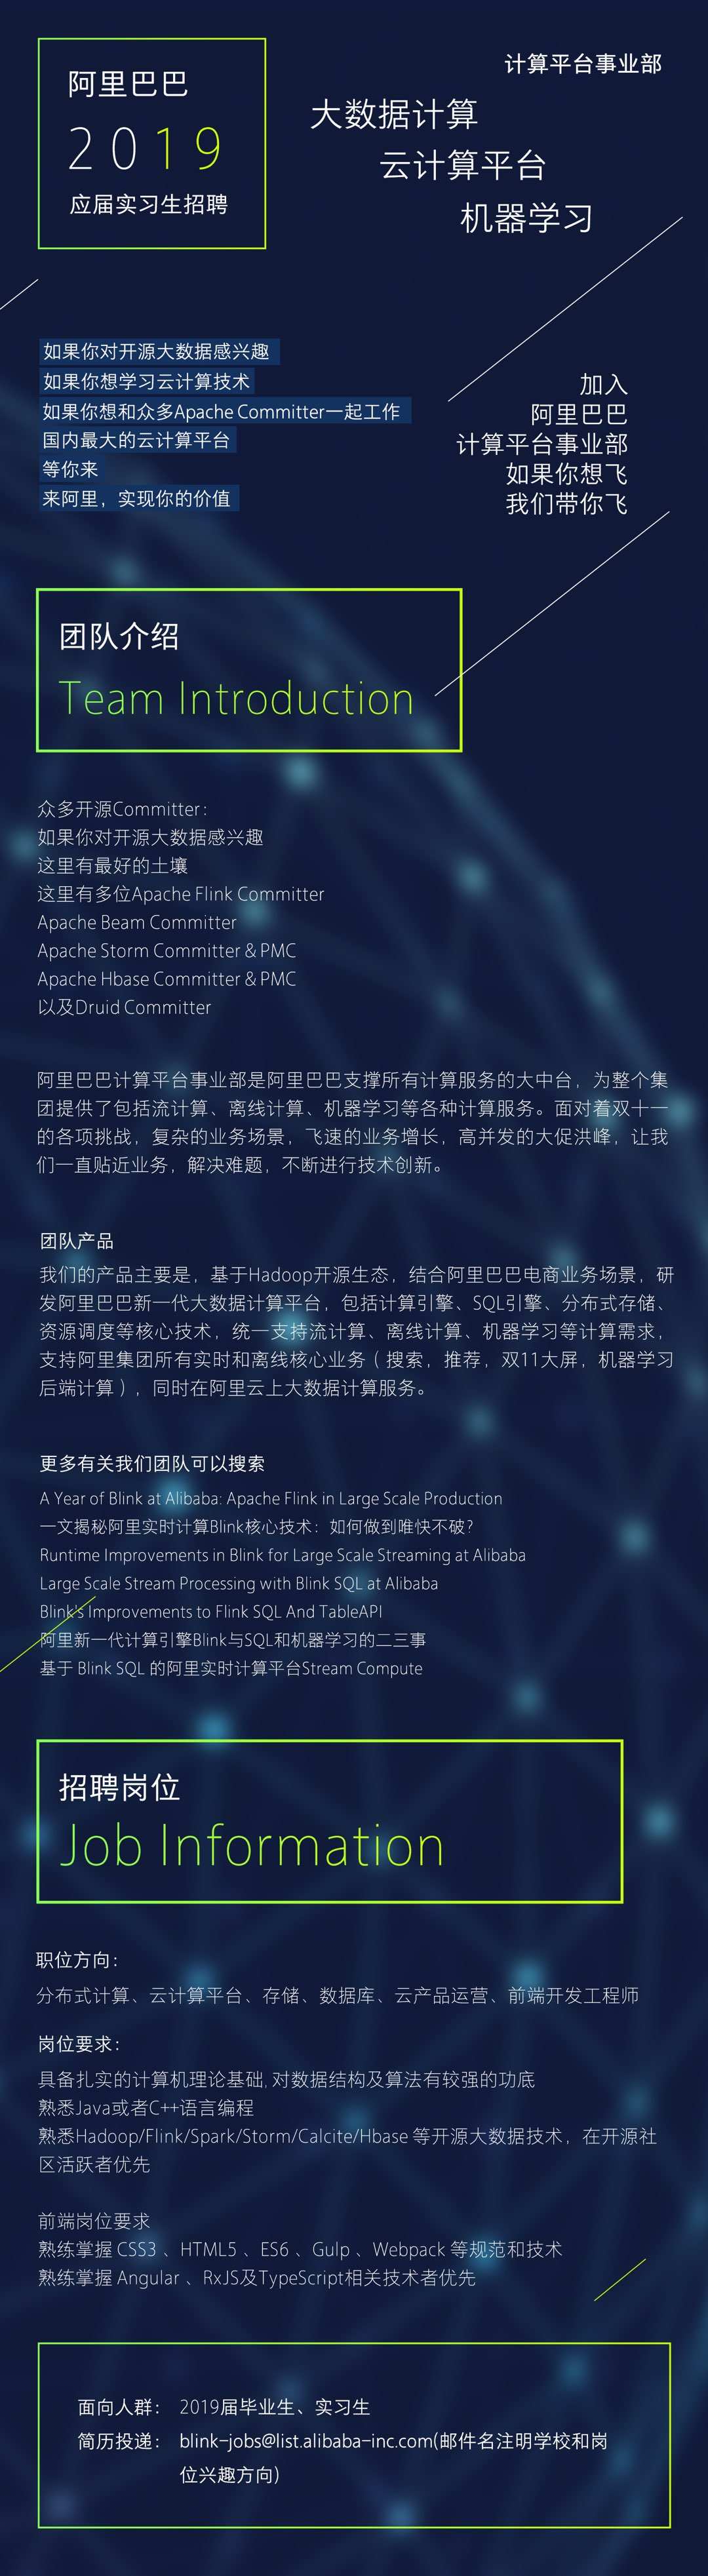 阿里巴巴
2019
应届实习生招聘
计算平台事业部
大数据计算
云计算平台
机器学习
如果你对开源大数据感兴趣
如果你想学习云计算技术
如果你想和众多Apache Committer一起工作
国内最大的云计算平台
等你来
来阿里，实现你的价值
加入
阿里巴巴
计算平台事业部
如果你想飞
我们带你飞
团队介绍
Team Introduction
众多开源Committer：
如果你对开源大数据感兴趣
这里有最好的土壤
这里有多位Apache Flink Committer
Apache Beam Committer
Apache Storm Committer & PMC
Apache Hbase Committer & PMC
以及Druid Committer
阿里巴巴计算平台事业部是阿里巴巴支撑所有计算服务的大中台，为整个集
团提供了包括流计算、离线计算、机器学习等各种计算服务。面对着双十一
的各项挑战，复杂的业务场景，飞速的业务增长，高并发的大促洪峰，让我
们一直贴近业务，解决难题，不断进行技术创新。
团队产品
我们的产品主要是，基于Hadoop开源生态，结合阿里巴巴电商业务场景，研
发阿里巴巴新一代大数据计算平台，包括计算引擎、SQL引擎、分布式存储、
资源调度等核心技术，统一支持流计算、离线计算、机器学习等计算需求，
支持阿里集团所有实时和离线核心业务（搜索，推荐，双11大屏，机器学习
后端计算），同时在阿里云上大数据计算服务。
更多有关我们团队可以搜索
A Year of Blink at Alibaba: Apache Flink in Large Scale Production
一文揭秘阿里实时计算Blink核心技术：如何做到唯快不破？
Runtime Improvements in Blink for Large Scale Streaming at Alibaba
Large Scale Stream Processing with Blink SQL at Alibaba
Blink's Improvements to Flink SQL And TableAPI
阿里新一代计算引擎Blink与SQL和机器学习的二三事
基于 Blink SQL 的阿里实时计算平台Stream Compute
招聘岗位
Job Information
职位方向：
分布式计算、云计算平台、存储、数据库、云产品运营、前端开发工程师
岗位要求：
具备扎实的计算机理论基础,对数据结构及算法有较强的功底
熟悉Java或者C++语言编程
熟悉Hadoop/Flink/Spark/Storm/Calcite/Hbase 等开源大数据技术，在开源社
区活跃者优先
前端岗位要求
熟练掌握 CSS3 、HTML5 、ES6 、Gulp 、Webpack 等规范和技术
熟练掌握 Angular 、RxJS及TypeScript相关技术者优先
面向人群： 2019届毕业生、实习生
简历投递： blink-jobs@list.alibaba-inc.com(邮件名注明学校和岗
位兴趣方向)